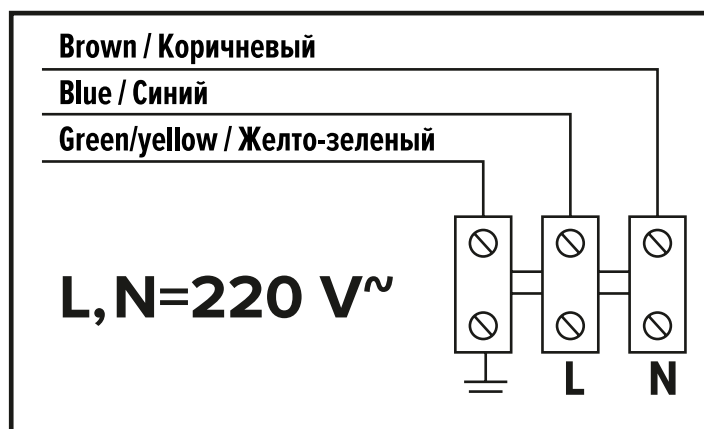 Brown / Коричневый
Blue / Синий
Green/yellow / Желто-зеленый
L, N=220 V~
L N